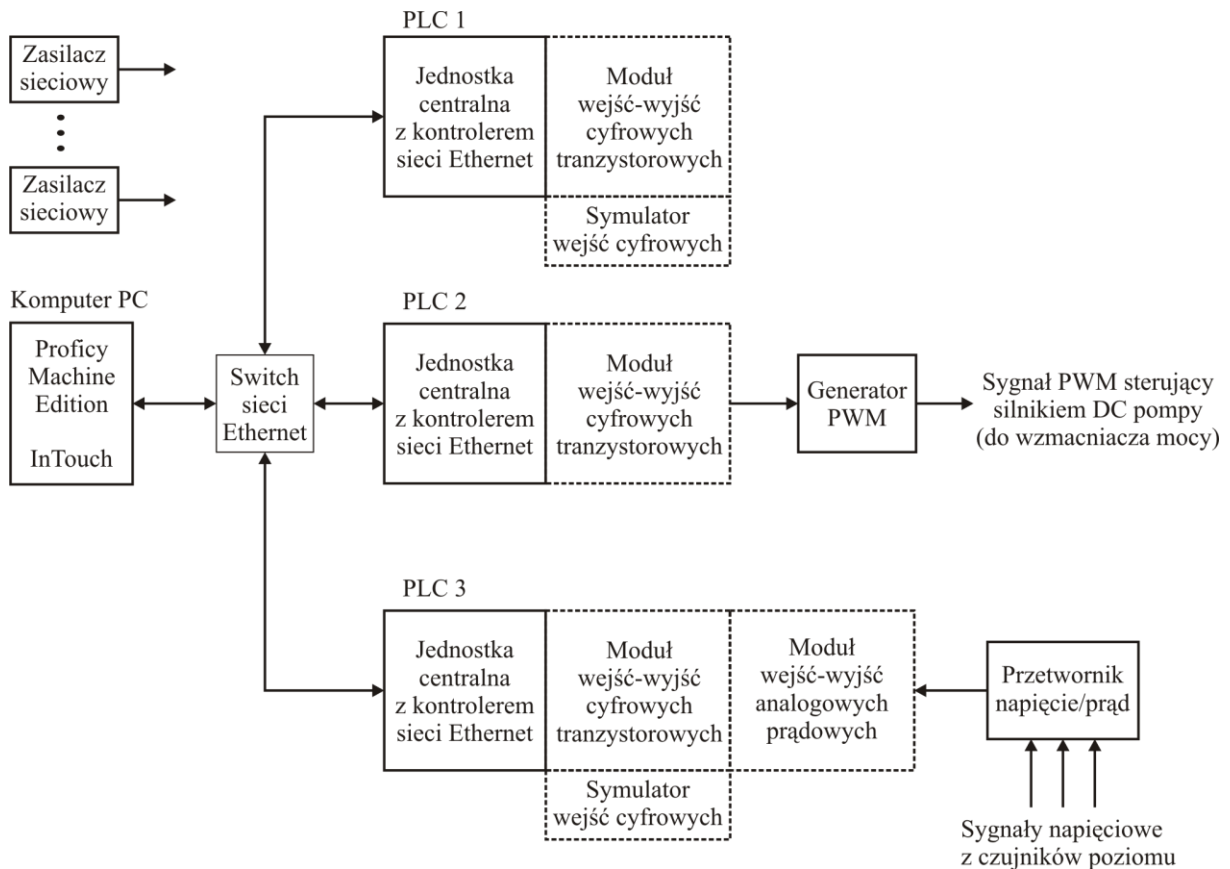 Zasilacz
sieciowy
Zasilacz
sieciowy
PLC 1
Jednostka
centralna
z kontrolerem
sieci Ethernet
Moduł
wejść-wyjść
cyfrowych
tranzystorowych
Symulator
wejść cyfrowych
Komputer PC
Proficy
Machine
Edition
InTouch
Switch
sieci
Ethernet
PLC 2
Jednostka
centralna
z kontrolerem
sieci Ethernet
Moduł
wejść-wyjść
cyfrowych
tranzystorowych
Generator
PWM
Sygnał PWM sterujący
silnikiem DC pompy
(do wzmacniacza mocy)
PLC 3
Jednostka
centralna
z kontrolerem
sieci Ethernet
Moduł
wejść-wyjść
cyfrowych
tranzystorowych
Symulator
wejść cyfrowych
Moduł
wejść-wyjść
analogowych
prądowych
Przetwornik
napięcie/prąd
Sygnały napięciowe
z czujników poziomu